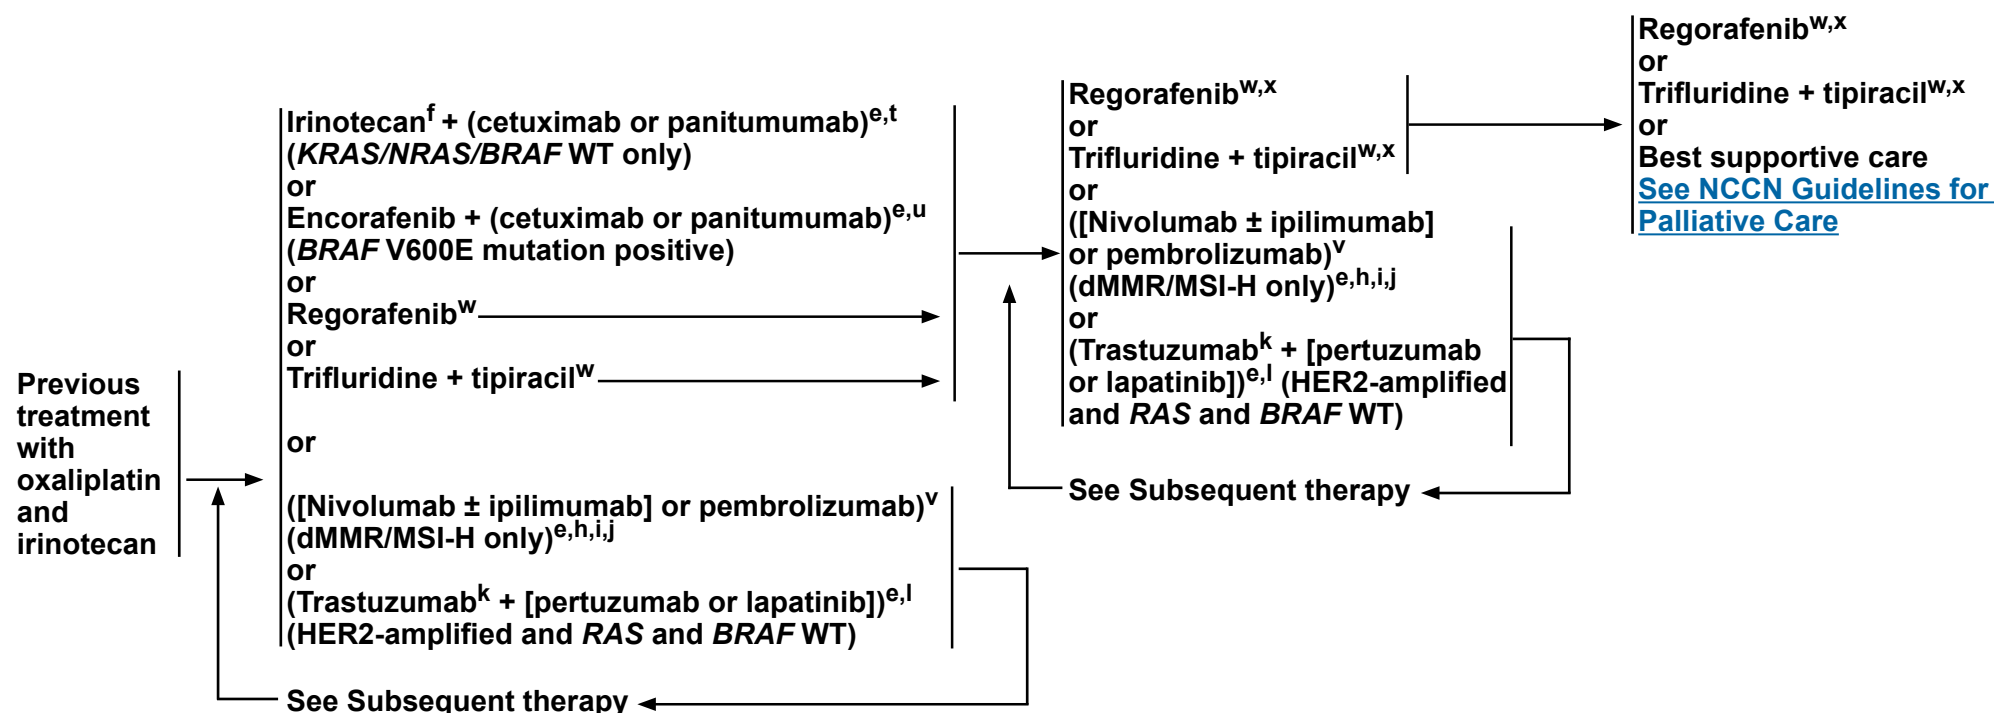 Previous
treatment
with
oxaliplatin
and
irinotecan
Irinotecanf + (cetuximab or panitumumab)e,t
(KRAS/NRAS/BRAF WT only)
or
Encorafenib + (cetuximab or panitumumab)e,u
(BRAF V600E mutation positive)
or
Regorafenibw
or
Trifluridine + tipiracilw
or
([Nivolumab ± ipilimumab] or pembrolizumab)v
(dMMR/MSI-H only)e,h,i,j
or
(Trastuzumabk + [pertuzumab or lapatinib])e,l
(HER2-amplified and RAS and BRAF WT)
See Subsequent therapy
Regorafenibw,x
or
Trifluridine + tipiracilw,x
or
([Nivolumab ± ipilimumab]
or pembrolizumab)v
(dMMR/MSI-H only)e,h,i,j
or
(Trastuzumabk + [pertuzumab
or lapatinib])e,l (HER2-amplified
and RAS and BRAF WT)
See Subsequent therapy
Regorafenibw,x
or
Trifluridine + tipiracilw,x
or
Best supportive care
See NCCN Guidelines for
Palliative Care